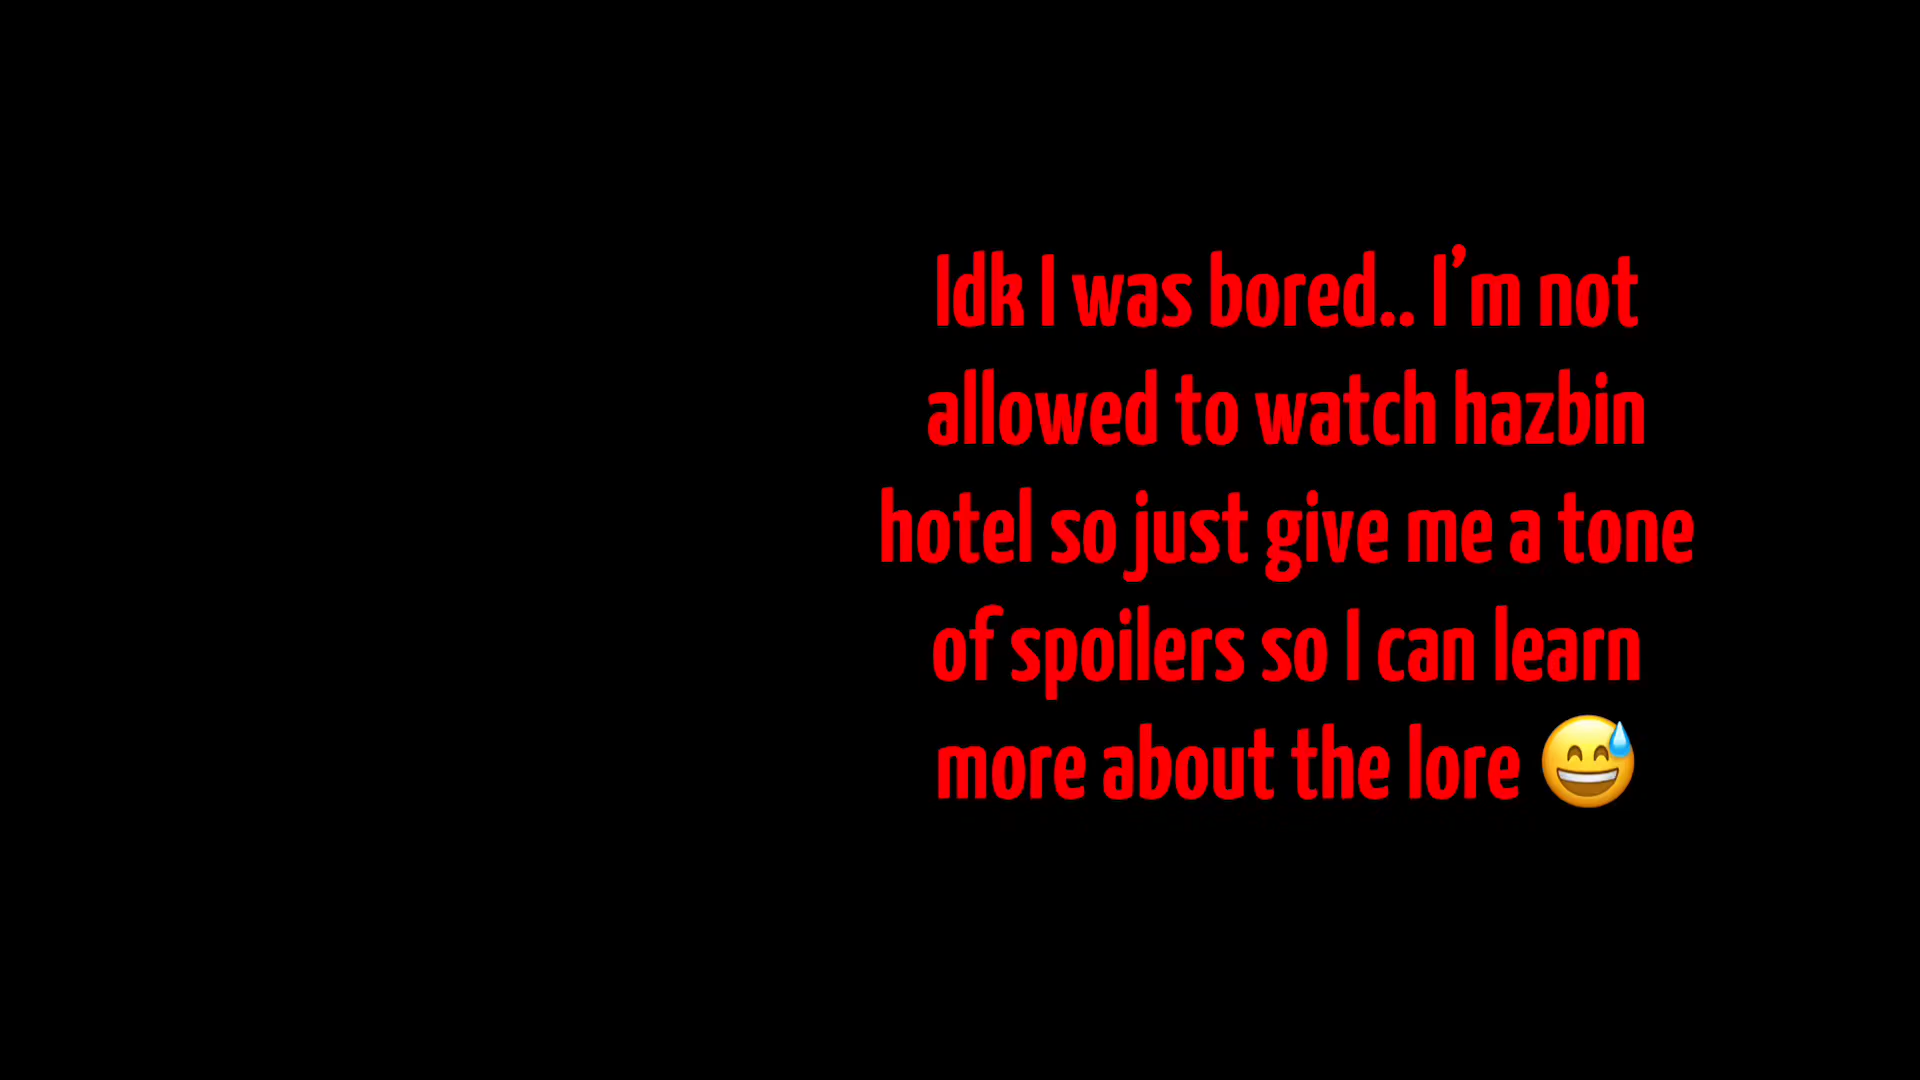 Idk I was bored.. I’m not
allowed to watch hazbin
hotel so just give me a tone
of spoilers so I can learn
more about the lore 😅